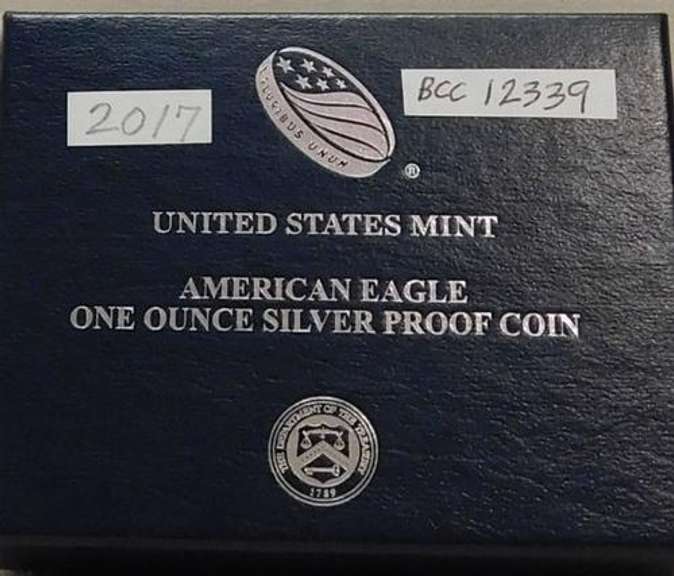 2017
BCC 12339
PLURIBUS UNUM
®
UNITED STATES MINT
AMERICAN EAGLE
ONE OUNCE SILVER PROOF COIN
THE DEPARTMENT OF THE TREASURY
1789